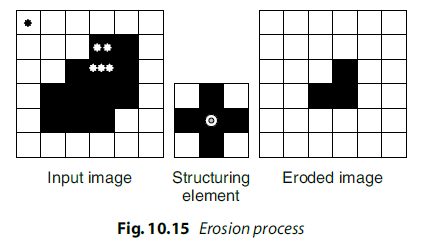 Input image
Structuring
element
Eroded image
Fig. 10.15 Erosion process